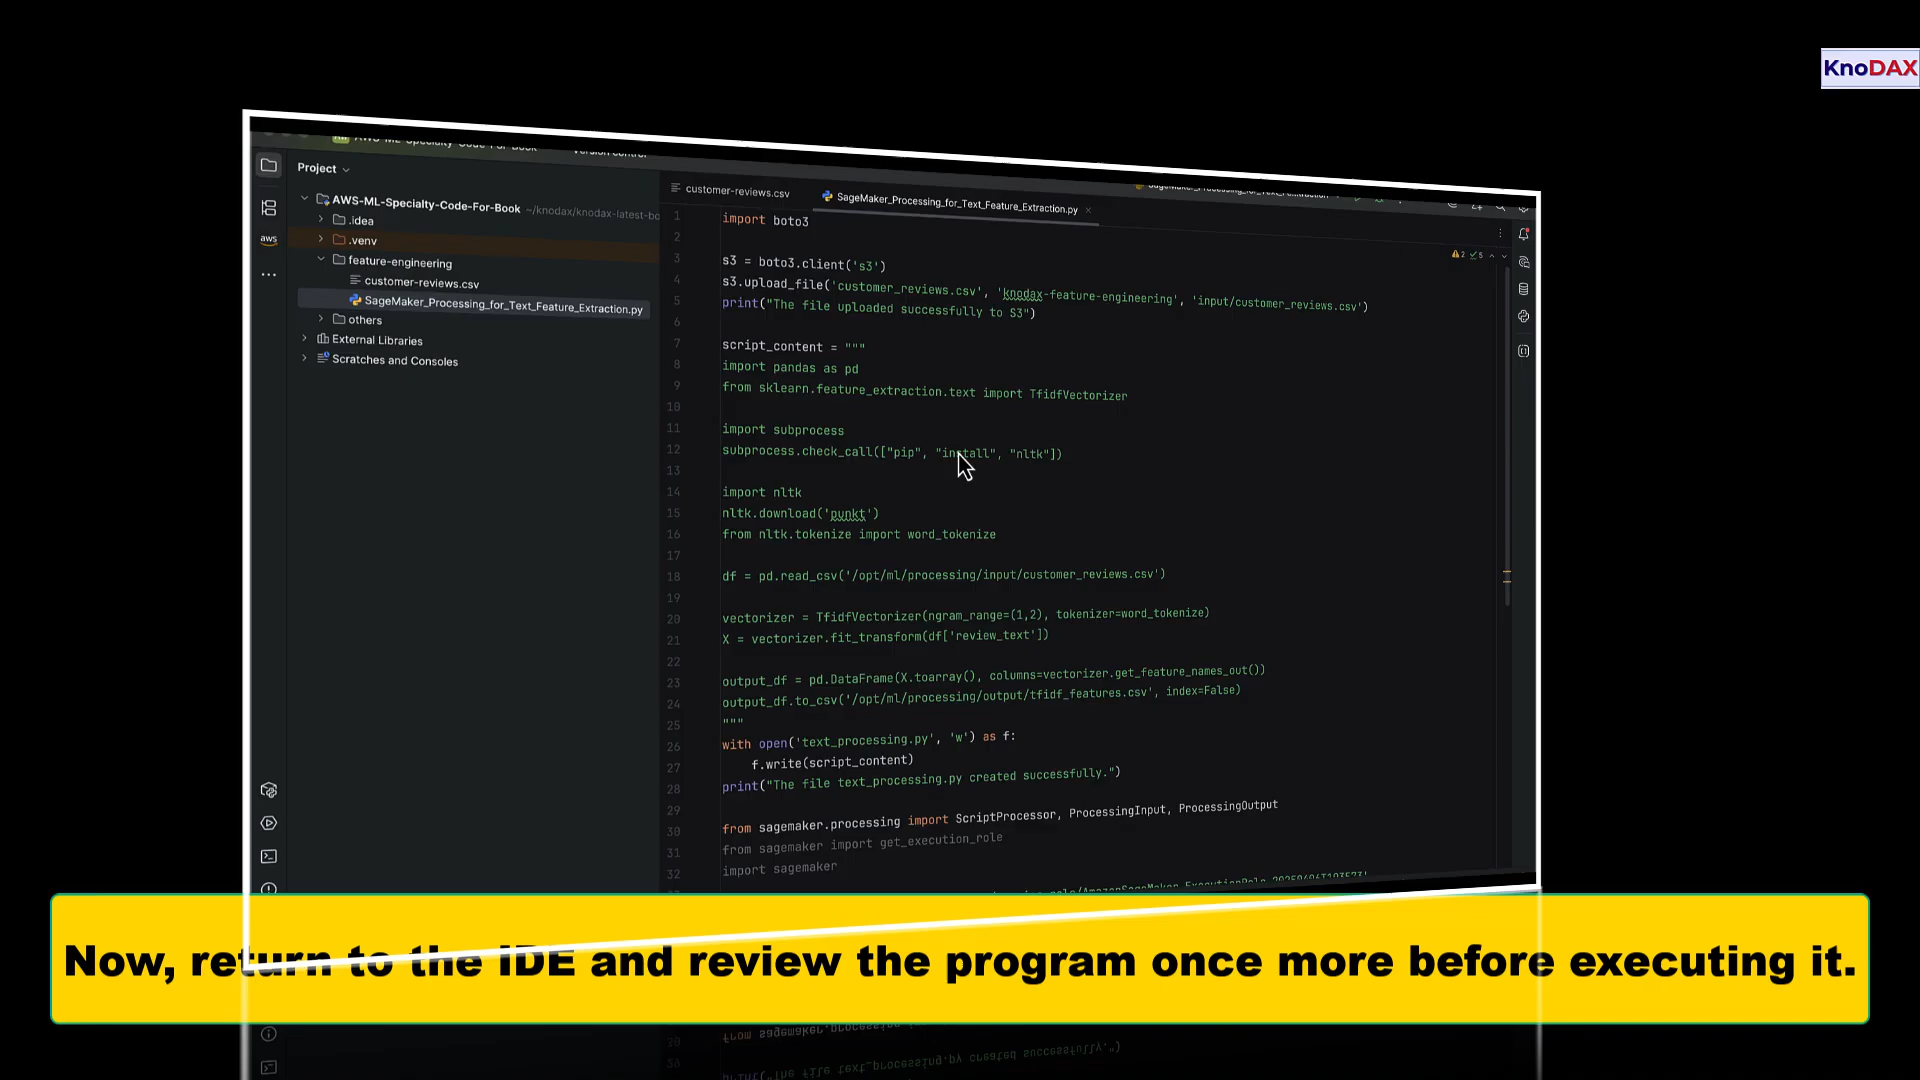 KnoDAX
Project
AWS-ML-Specialty-Code-For-Book ~/knodax/knodax-latest-bo
.idea
.venv
feature-engineering
customer-reviews.csv
SageMaker_Processing_for_Text_Feature_Extraction.py
others
External Libraries
Scratches and Consoles
aws
customer-reviews.csv
SageMaker_Processing_for_Text_Feature_Extraction.py
2 5
1 import boto3
2
3 s3 = boto3.client('s3')
4 s3.upload_file('customer_reviews.csv', 'knodax-feature-engineering', 'input/customer_reviews.csv')
5 print("The file uploaded successfully to S3")
6
7 script_content = """
8 import pandas as pd
9 from sklearn.feature_extraction.text import TfidfVectorizer
10
11 import subprocess
12 subprocess.check_call(["pip", "install", "nltk"])
13
14 import nltk
15 nltk.download('punkt')
16 from nltk.tokenize import word_tokenize
17
18 df = pd.read_csv('/opt/ml/processing/input/customer_reviews.csv')
19
20 vectorizer = TfidfVectorizer(ngram_range=(1,2), tokenizer=word_tokenize)
21 X = vectorizer.fit_transform(df['review_text'])
22
23 output_df = pd.DataFrame(X.toarray(), columns=vectorizer.get_feature_names_out())
24 output_df.to_csv('/opt/ml/processing/output/tfidf_features.csv', index=False)
25 """
26 with open('text_processing.py', 'w') as f:
27 f.write(script_content)
28 print("The file text_processing.py created successfully.")
29
30 from sagemaker.processing import ScriptProcessor, ProcessingInput, ProcessingOutput
31 from sagemaker import get_execution_role
32 import sagemaker
Now, return to the IDE and review the program once more before executing it.